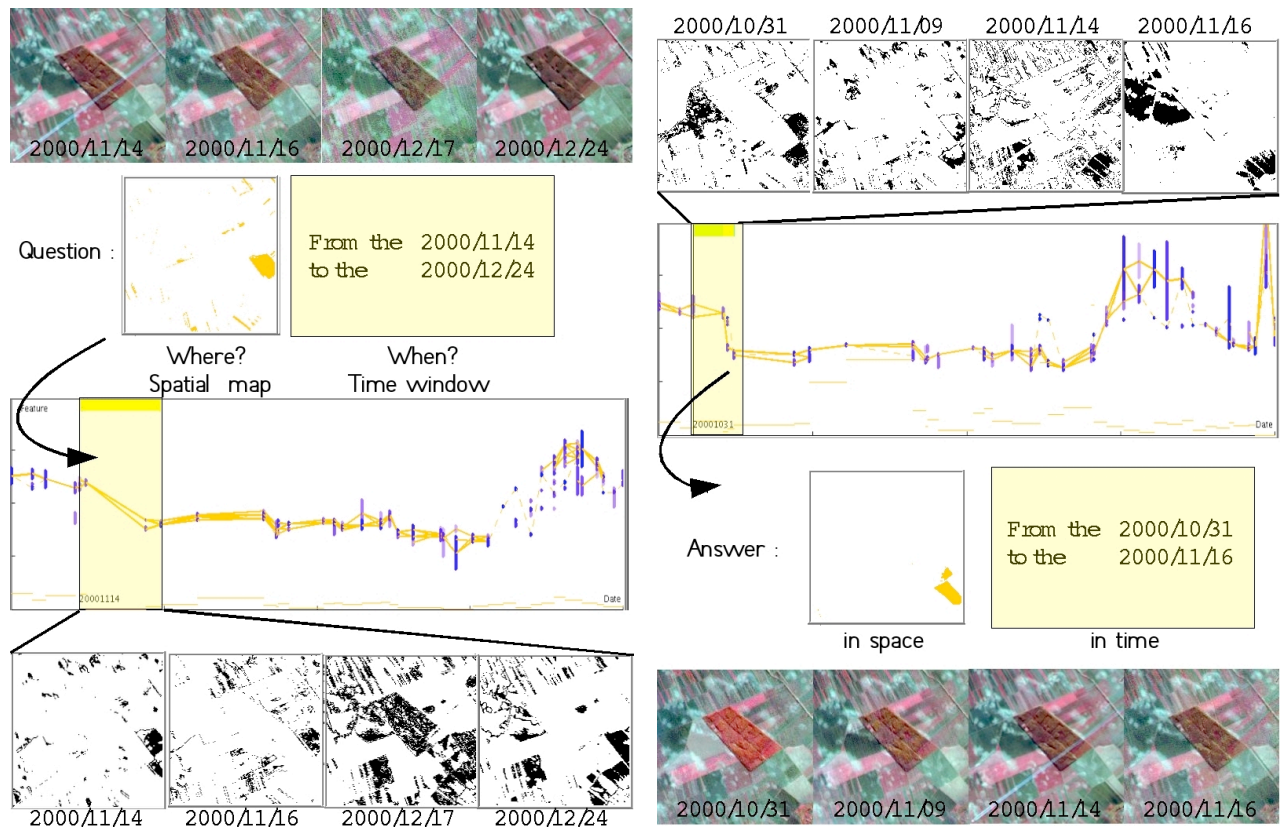 2000/11/14 2000/11/16 2000/12/17 2000/12/24
Question :
From the 2000/11/14
to the 2000/12/24
Where? When?
Spatial map Time window
Feature
20001114 Date
2000/11/14 2000/11/16 2000/12/17 2000/12/24
2000/10/31 2000/11/09 2000/11/14 2000/11/16
20001031 Date
Answer :
From the 2000/10/31
to the 2000/11/16
in space in time
2000/10/31 2000/11/09 2000/11/14 2000/11/16